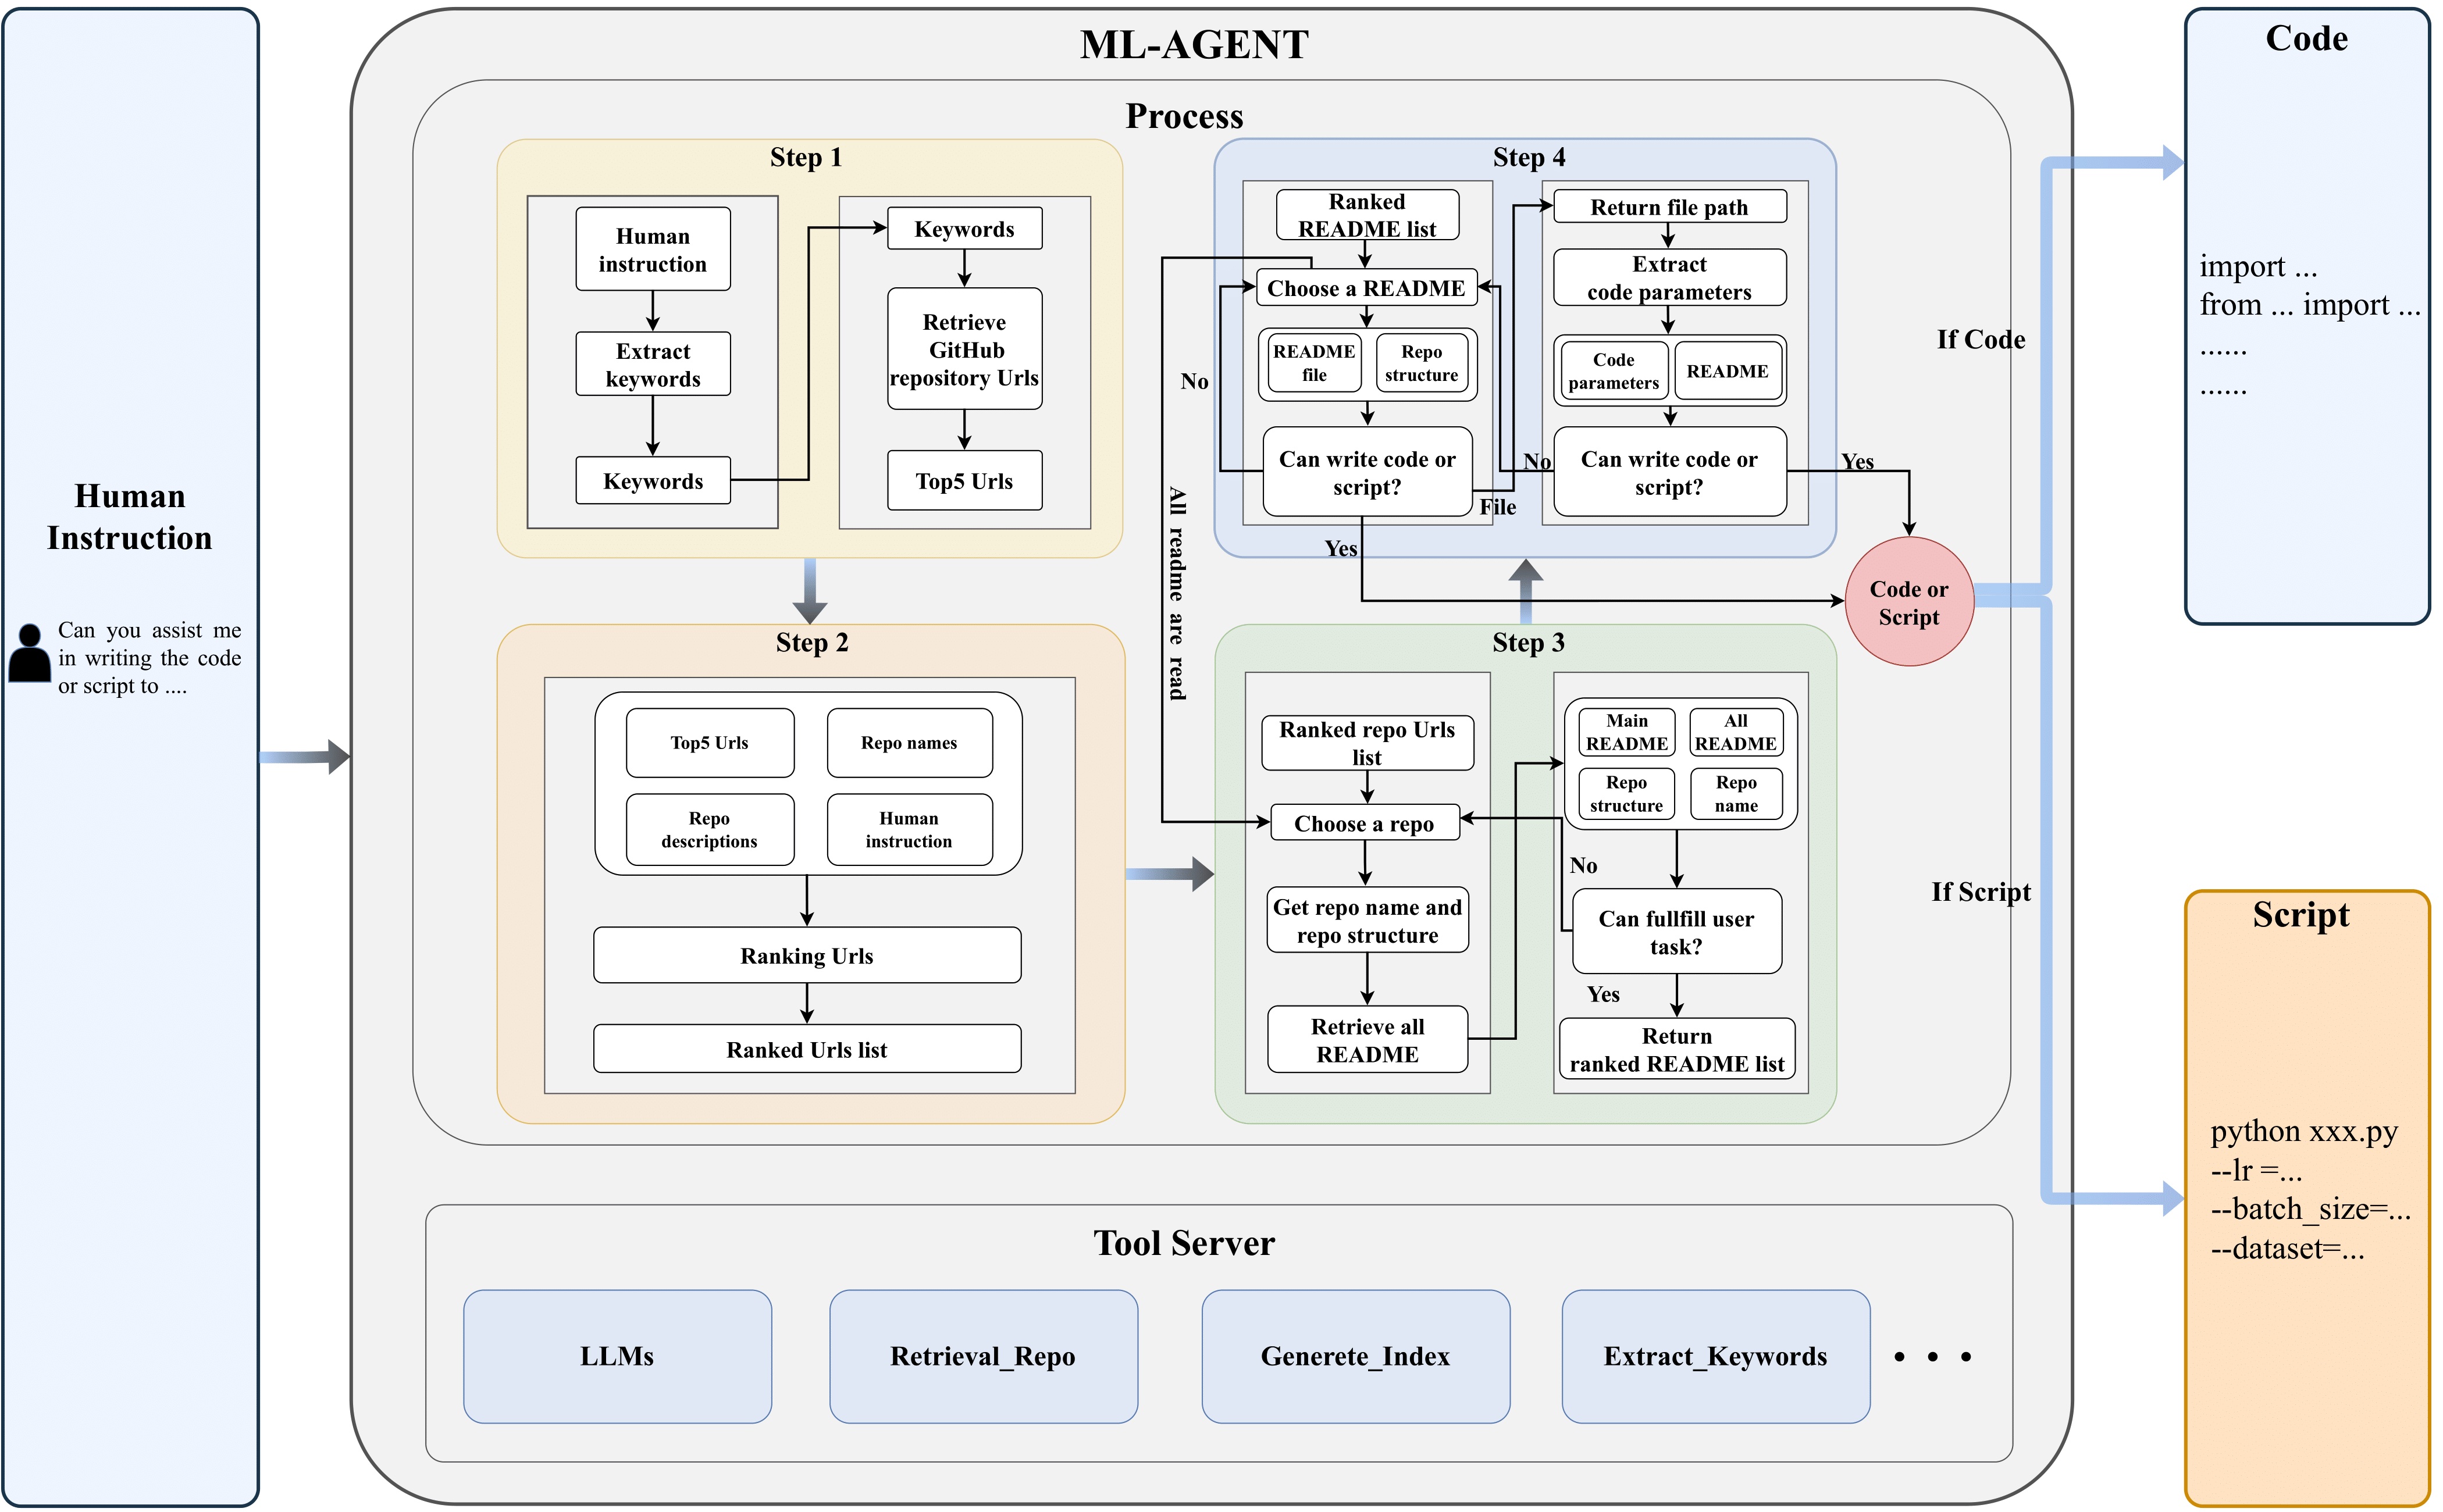 Human
Instruction
Can you assist me
in writing the code
or script to ....
ML-AGENT
Process
Step 1
Human
instruction
Extract
keywords
Keywords
Keywords
Retrieve
GitHub
repository Urls
Top5 Urls
Step 2
Top5 Urls
Repo names
Repo
descriptions
Human
instruction
Ranking Urls
Ranked Urls list
Step 3
Ranked repo Urls
list
Choose a repo
Get repo name and
repo structure
Retrieve all
README
Main
README
All
README
Repo
structure
Repo
name
No
Can fullfill user
task?
Yes
Return
ranked README list
Step 4
Ranked
README list
Choose a README
README
file
Repo
structure
No
Can write code or
script?
File
Yes
All readme are read
Return file path
Extract
code parameters
Code
parameters
README
No
Can write code or
script?
Yes
Code or
Script
If Code
If Script
Tool Server
LLMs
Retrieval_Repo
Generete_Index
Extract_Keywords
• • •
Code
import ...
from ... import ...
......
......
Script
python xxx.py
--lr =...
--batch_size=...
--dataset=...